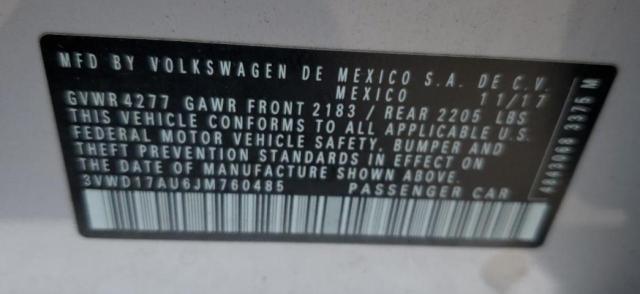 MFD BY VOLKSWAGEN DE MEXICO S.A. DE C.V.
MEXICO 11/17
GVWR 4277 GAWR FRONT 2183 / REAR 2205 LBS
THIS VEHICLE CONFORMS TO ALL APPLICABLE U.S.
FEDERAL MOTOR VEHICLE SAFETY, BUMPER AND
THEFT PREVENTION STANDARDS IN EFFECT ON
THE DATE OF MANUFACTURE SHOWN ABOVE.
3VWD17AU6JM760485 PASSENGER CAR